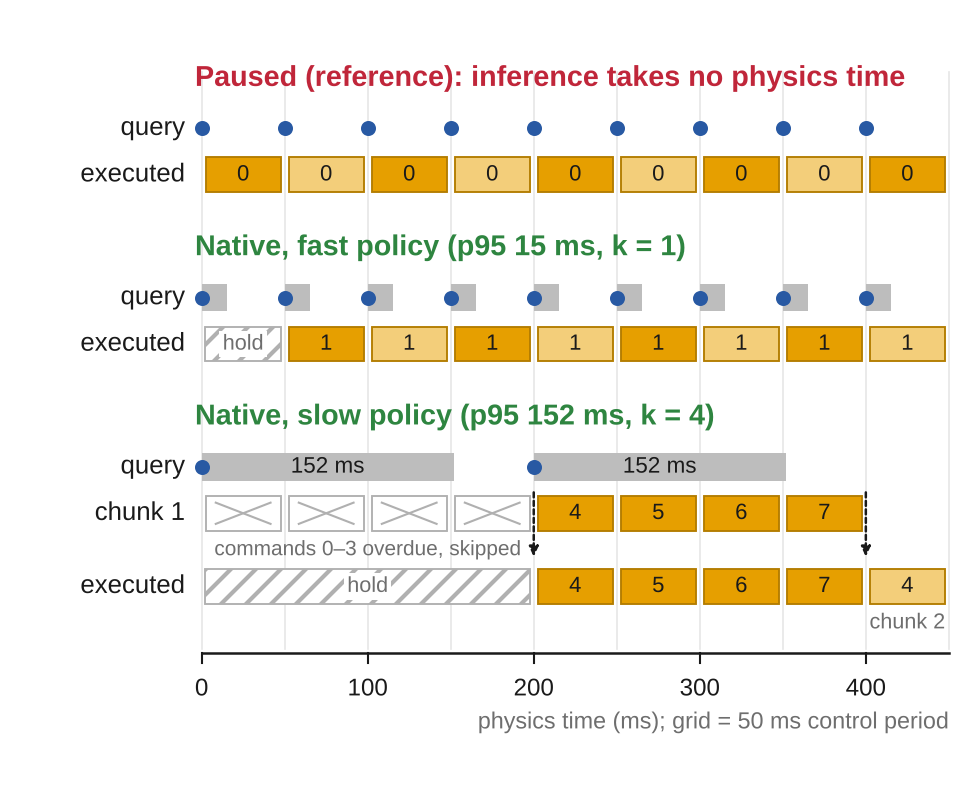 Paused (reference): inference takes no physics time
query
executed 0 0 0 0 0 0 0 0 0
Native, fast policy (p95 15 ms, k = 1)
query
executed hold 1 1 1 1 1 1 1 1
Native, slow policy (p95 152 ms, k = 4)
query 152 ms 152 ms
chunk 1 4 5 6 7
commands 0–3 overdue, skipped
executed hold 4 5 6 7 4
chunk 2
0 100 200 300 400
physics time (ms); grid = 50 ms control period